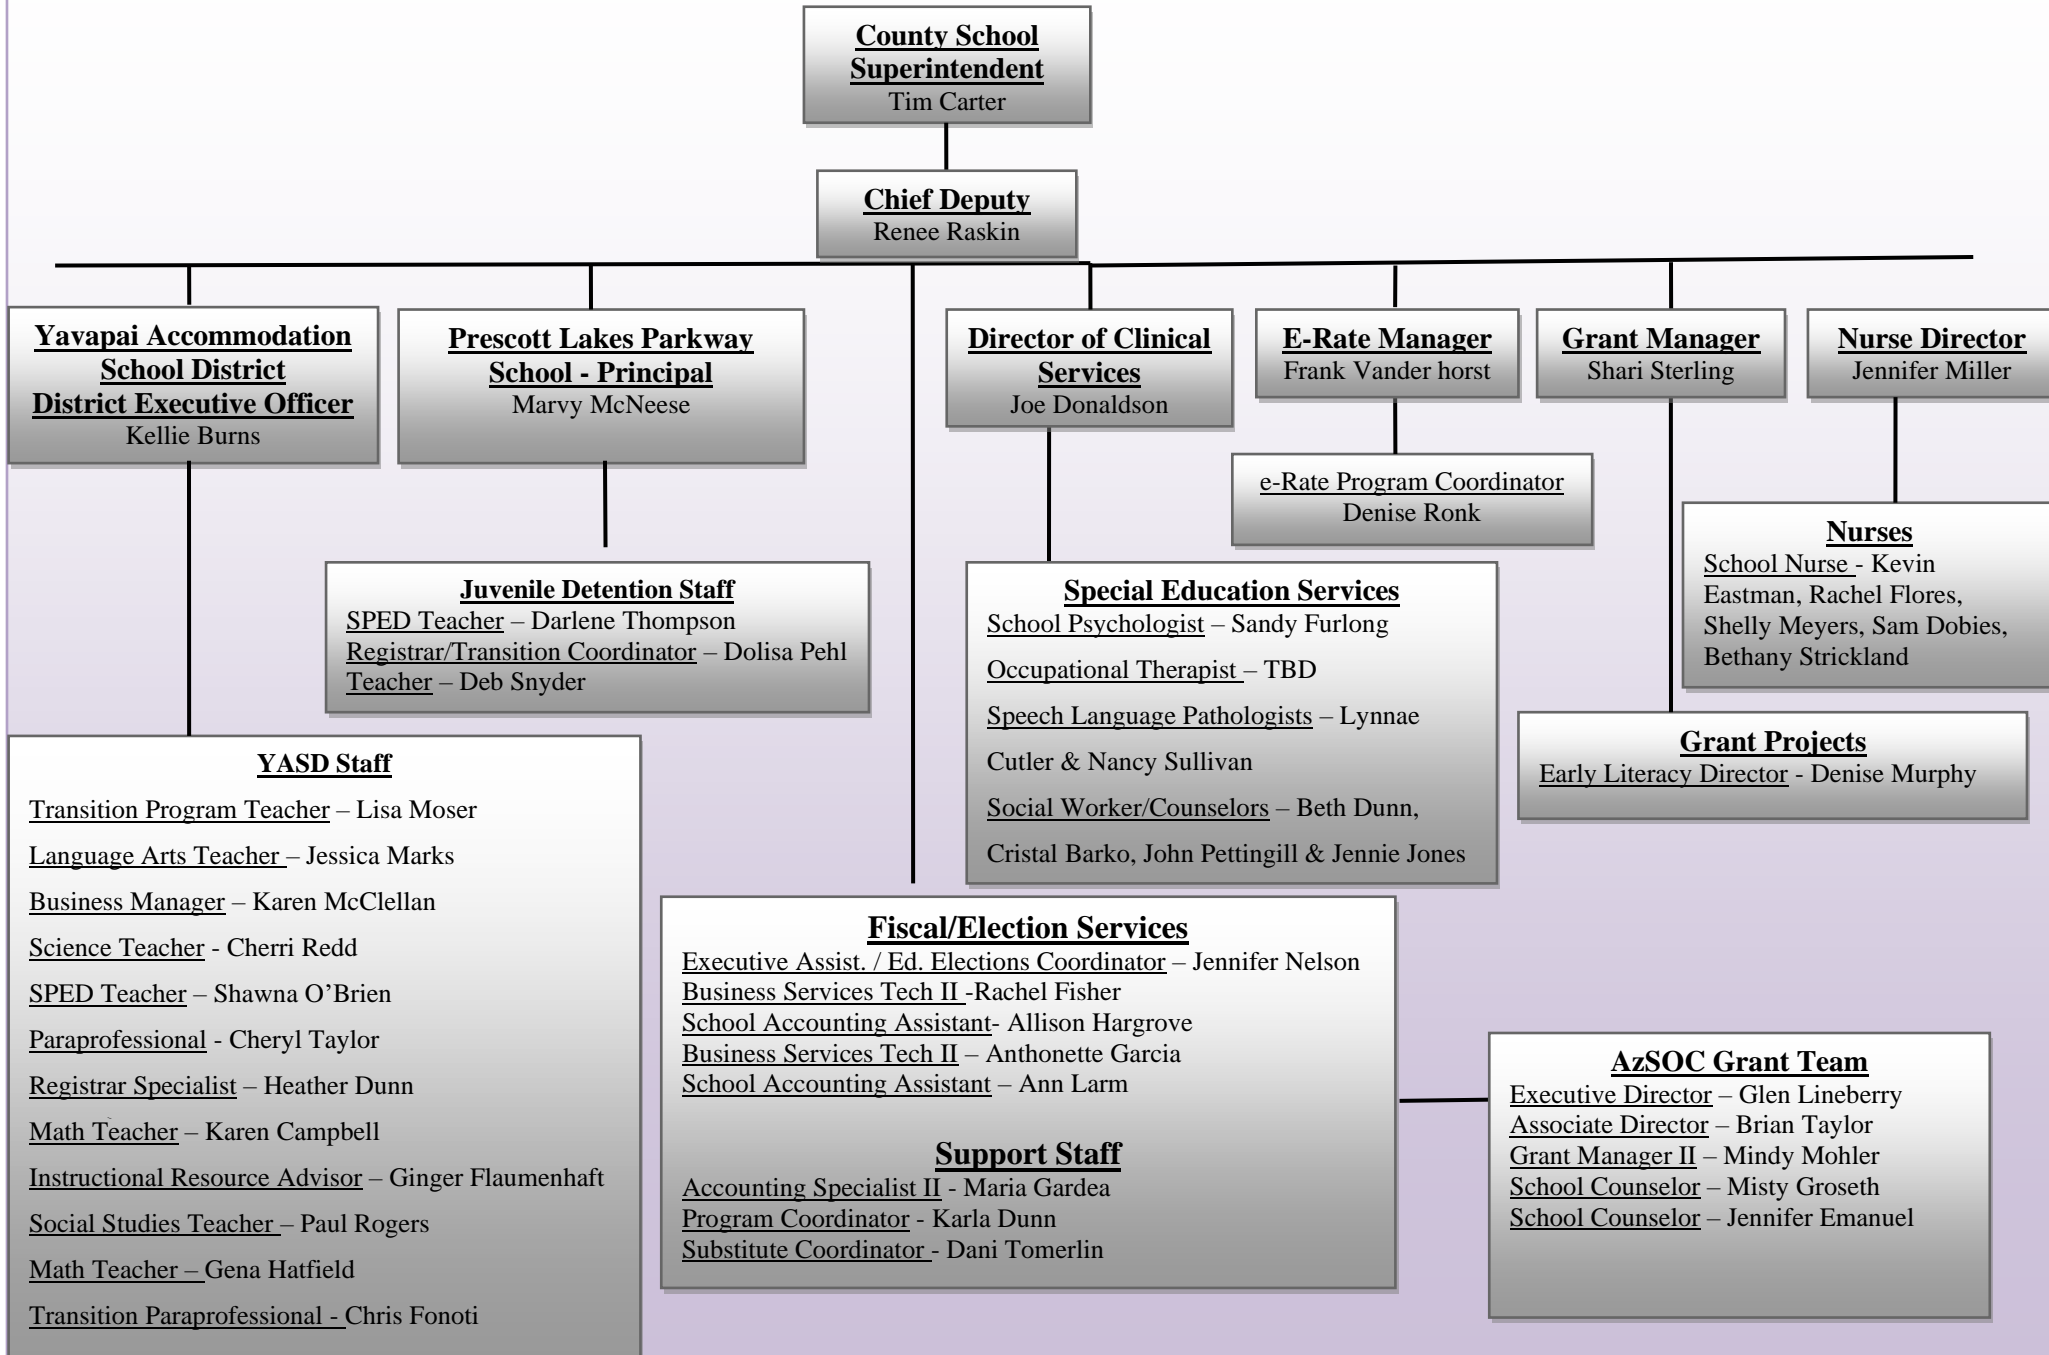 County School
Superintendent
Tim Carter
Chief Deputy
Renee Raskin
Yavapai Accommodation
School District
District Executive Officer
Kellie Burns
Prescott Lakes Parkway
School - Principal
Marvy McNeese
Director of Clinical
Services
Joe Donaldson
E-Rate Manager
Frank Vander horst
Grant Manager
Shari Sterling
Nurse Director
Jennifer Miller
e-Rate Program Coordinator
Denise Ronk
Nurses
School Nurse - Kevin
Eastman, Rachel Flores,
Shelly Meyers, Sam Dobies,
Bethany Strickland
Juvenile Detention Staff
SPED Teacher – Darlene Thompson
Registrar/Transition Coordinator – Dolisa Pehl
Teacher – Deb Snyder
Special Education Services
School Psychologist – Sandy Furlong
Occupational Therapist – TBD
Speech Language Pathologists – Lynnae
Cutler & Nancy Sullivan
Social Worker/Counselors – Beth Dunn,
Cristal Barko, John Pettingill & Jennie Jones
Grant Projects
Early Literacy Director - Denise Murphy
YASD Staff
Transition Program Teacher – Lisa Moser
Language Arts Teacher – Jessica Marks
Business Manager – Karen McClellan
Science Teacher - Cherri Redd
SPED Teacher – Shawna O’Brien
Paraprofessional - Cheryl Taylor
Registrar Specialist – Heather Dunn
Math Teacher – Karen Campbell
Instructional Resource Advisor – Ginger Flaumenhaft
Social Studies Teacher – Paul Rogers
Math Teacher – Gena Hatfield
Transition Paraprofessional - Chris Fonoti
Fiscal/Election Services
Executive Assist. / Ed. Elections Coordinator – Jennifer Nelson
Business Services Tech II -Rachel Fisher
School Accounting Assistant- Allison Hargrove
Business Services Tech II – Anthonette Garcia
School Accounting Assistant – Ann Larm
Support Staff
Accounting Specialist II - Maria Gardea
Program Coordinator - Karla Dunn
Substitute Coordinator - Dani Tomerlin
AzSOC Grant Team
Executive Director – Glen Lineberry
Associate Director – Brian Taylor
Grant Manager II – Mindy Mohler
School Counselor – Misty Groseth
School Counselor – Jennifer Emanuel